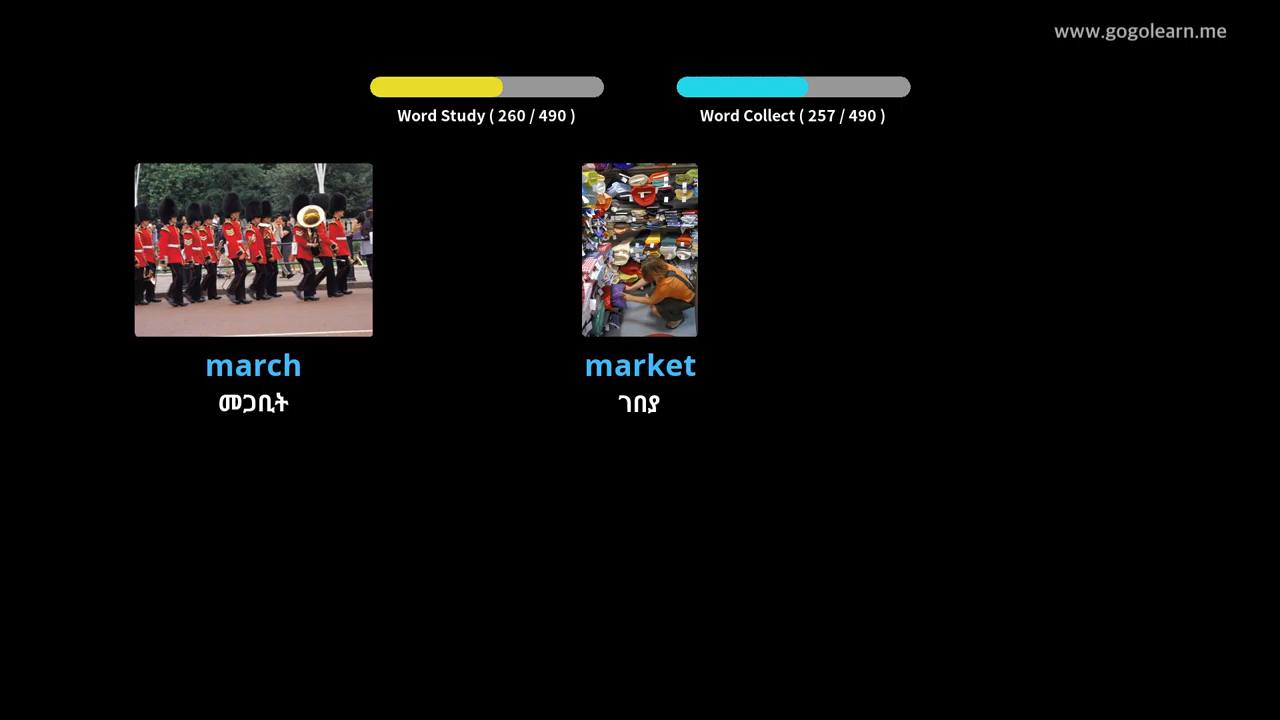 www.gogolearn.me
Word Study ( 260 / 490 )
Word Collect ( 257 / 490 )
march
መጋቢት
market
ገበያ